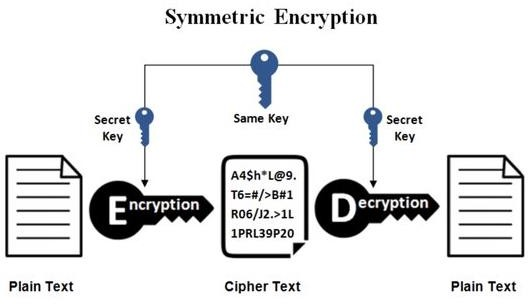 Symmetric Encryption
Secret
Key
Same Key
Secret
Key
Encryption
A4$h*L@9.
T6=#/>B#1
R06/J2.>1L
1PRL39P20
Decryption
Plain Text
Cipher Text
Plain Text